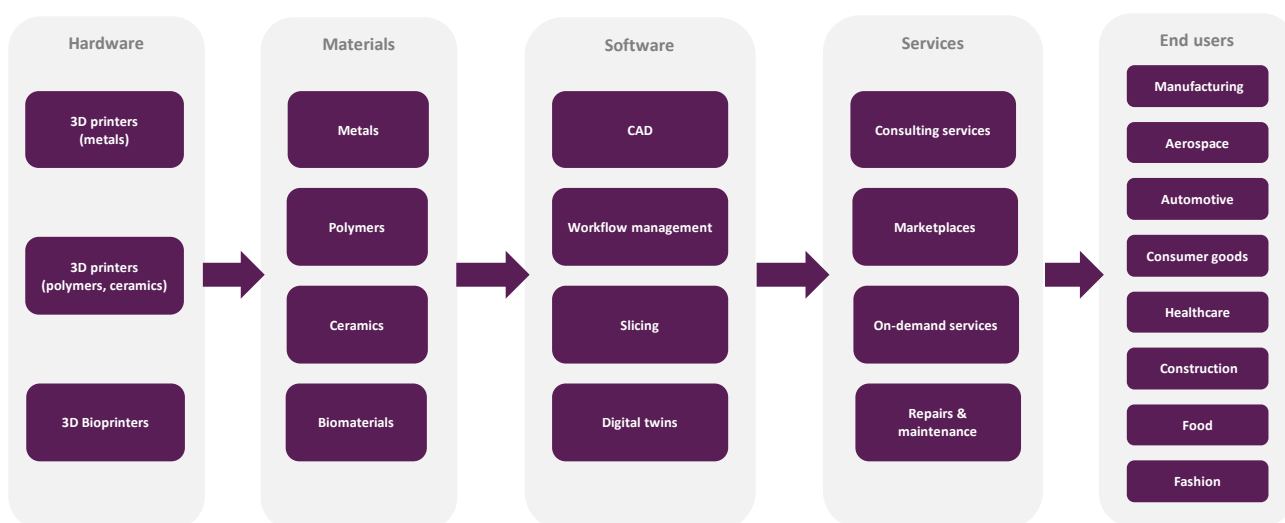 Hardware
3D printers
(metals)
3D printers
(polymers, ceramics)
3D Bioprinters
Materials
Metals
Polymers
Ceramics
Biomaterials
Software
CAD
Workflow management
Slicing
Digital twins
Services
Consulting services
Marketplaces
On-demand services
Repairs &
maintenance
End users
Manufacturing
Aerospace
Automotive
Consumer goods
Healthcare
Construction
Food
Fashion